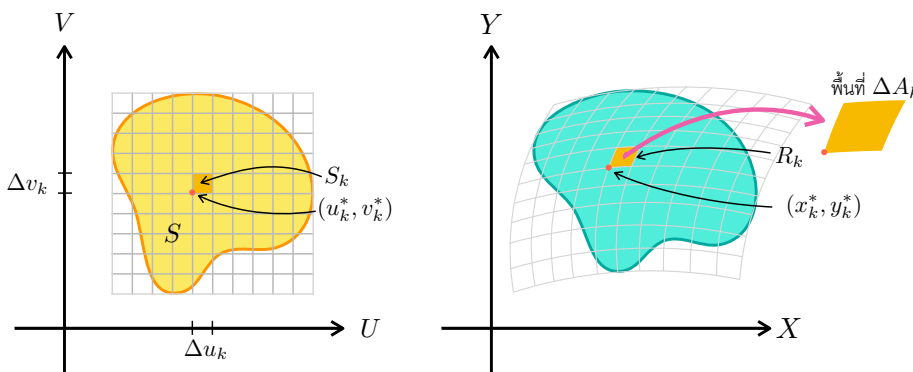 V
Δv_k
S_k
(u_k^*, v_k^*)
S
U
Δu_k
Y
พื้นที่ ΔA
R_k
(x_k^*, y_k^*)
X